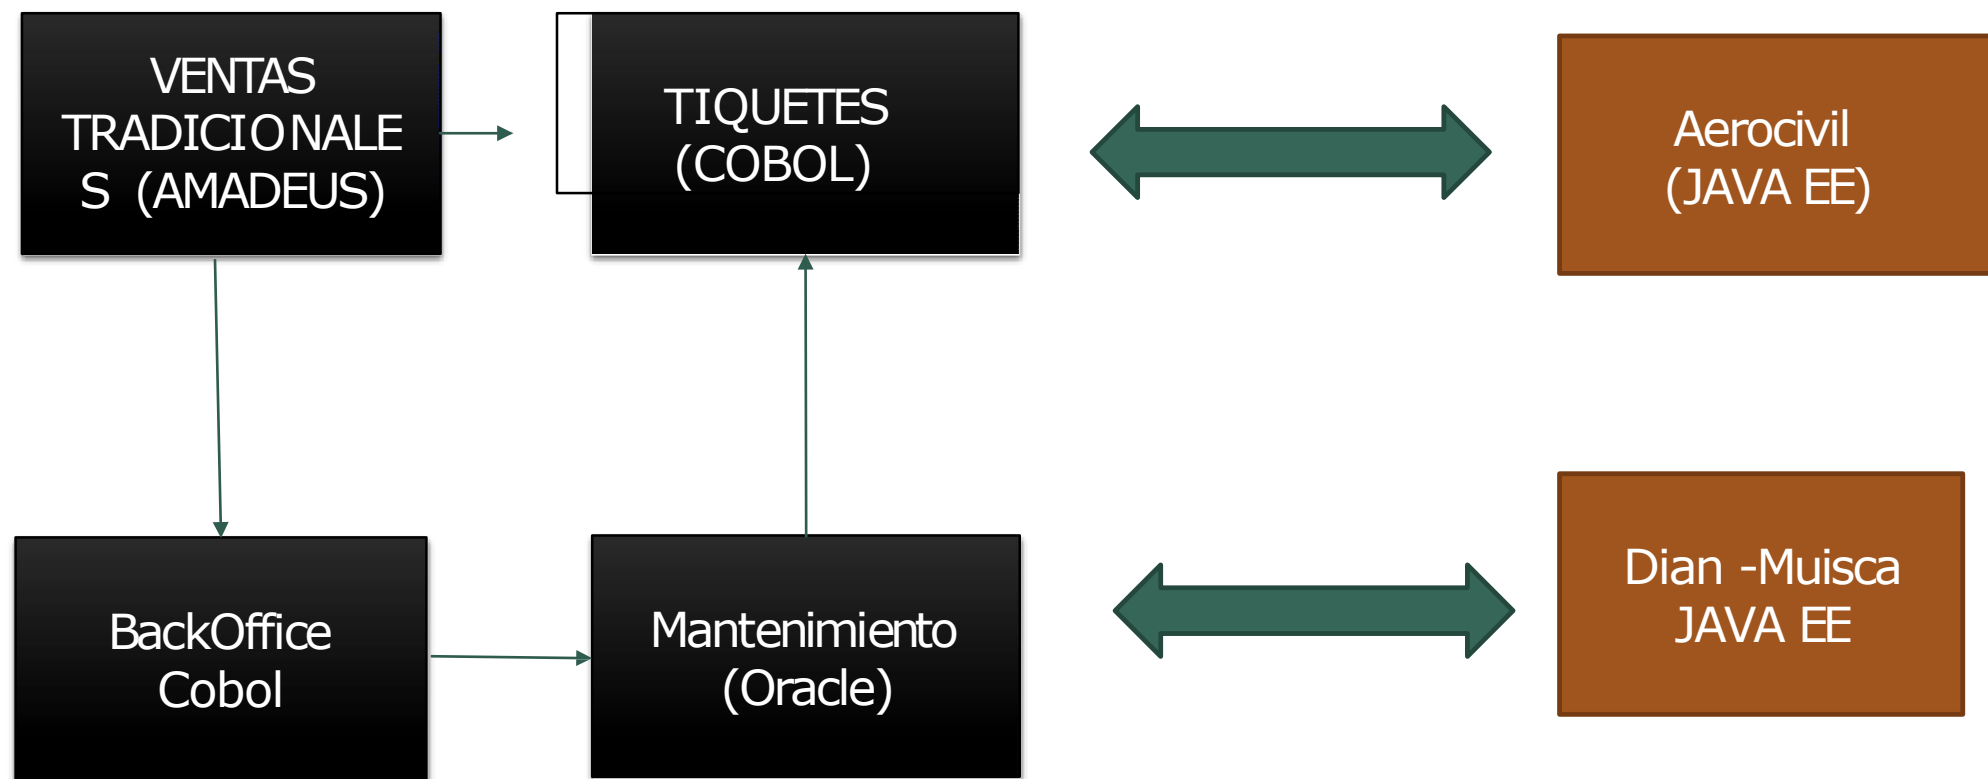 VENTAS
TRADICIONALE
S (AMADEUS)
TIQUETES
(COBOL)
Aerocivil
(JAVA EE)
BackOffice
Cobol
Mantenimiento
(Oracle)
Dian -Muisca
JAVA EE